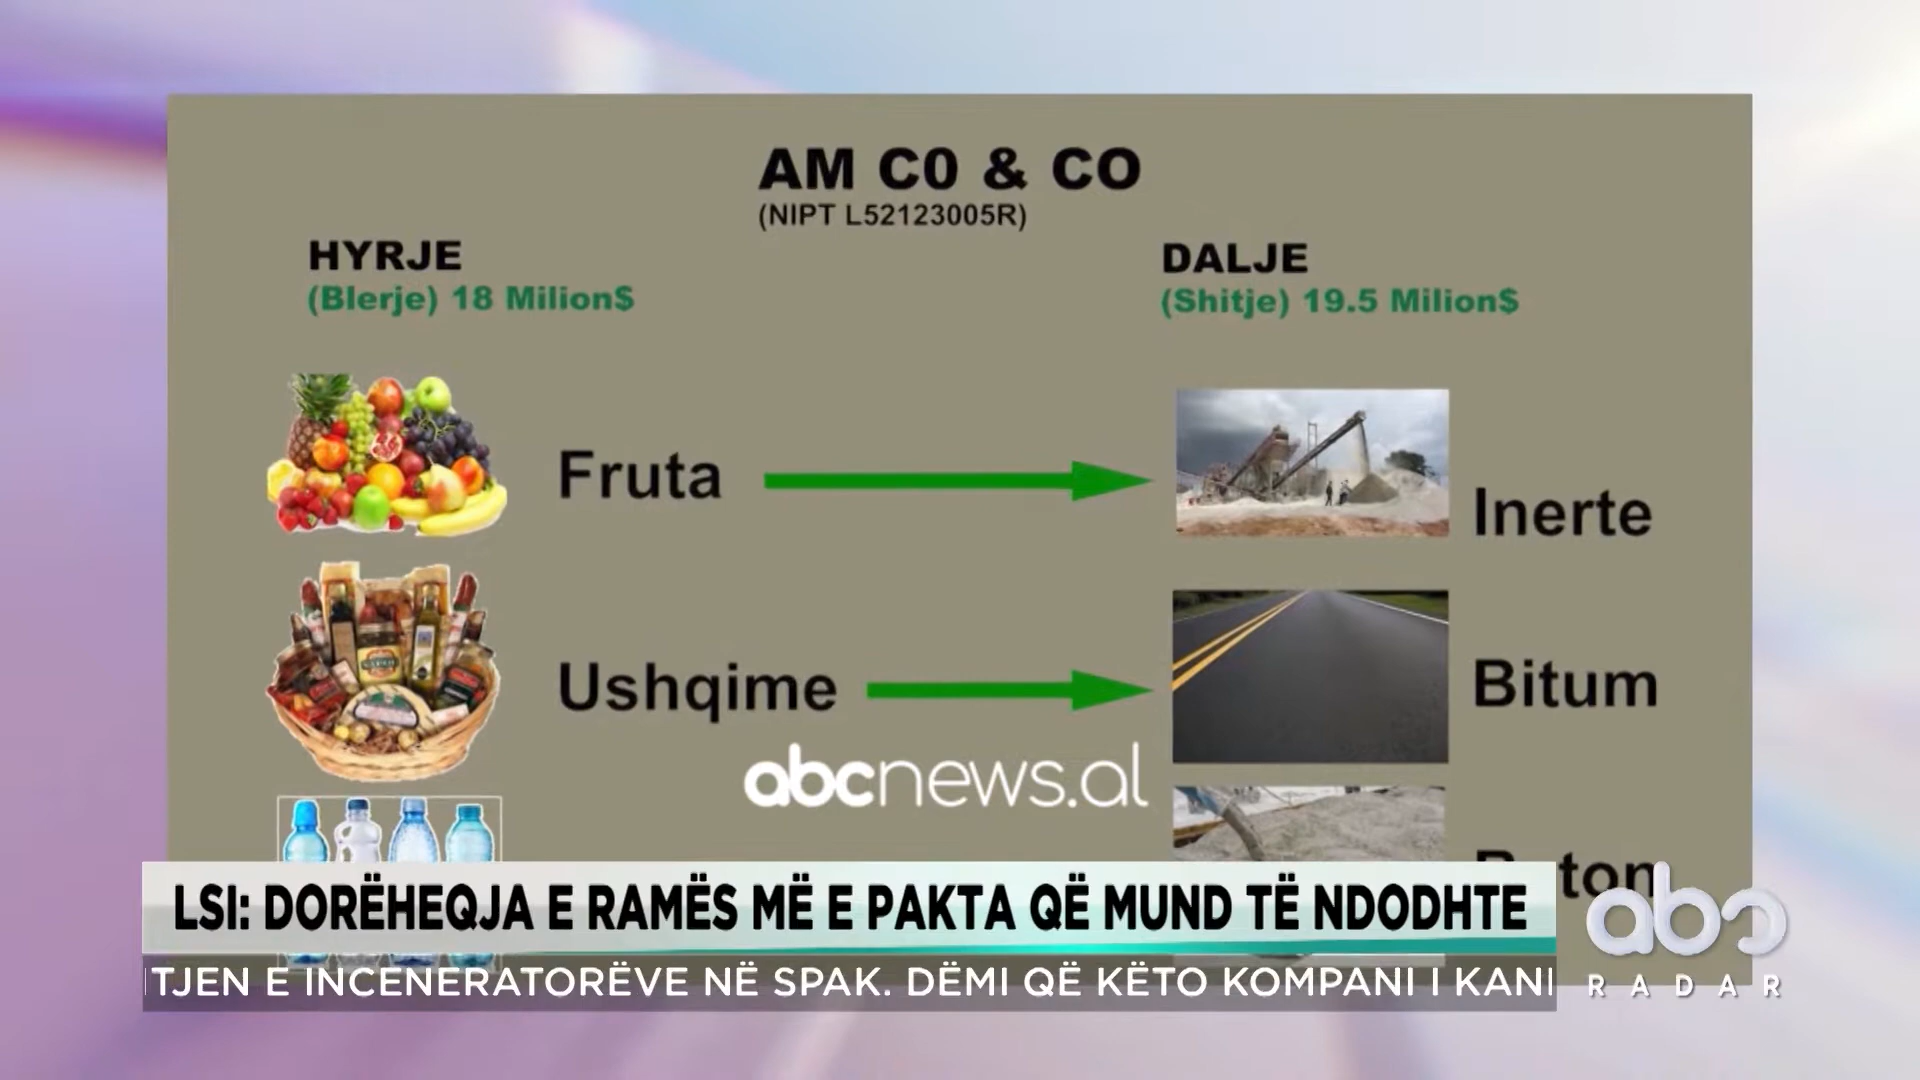 AM C0 & CO
(NIPT L52123005R)
HYRJE
(Blerje) 18 Milion$
DALJE
(Shitje) 19.5 Milion$
Fruta
Inerte
Ushqime
Bitum
abcnews.al
LSI: DORËHEQJA E RAMËS MË E PAKTA QË MUND TË NDODHTE
TJEN E INCENERATORËVE NË SPAK. DËMI QË KËTO KOMPANI I KANË
abc
RADAR